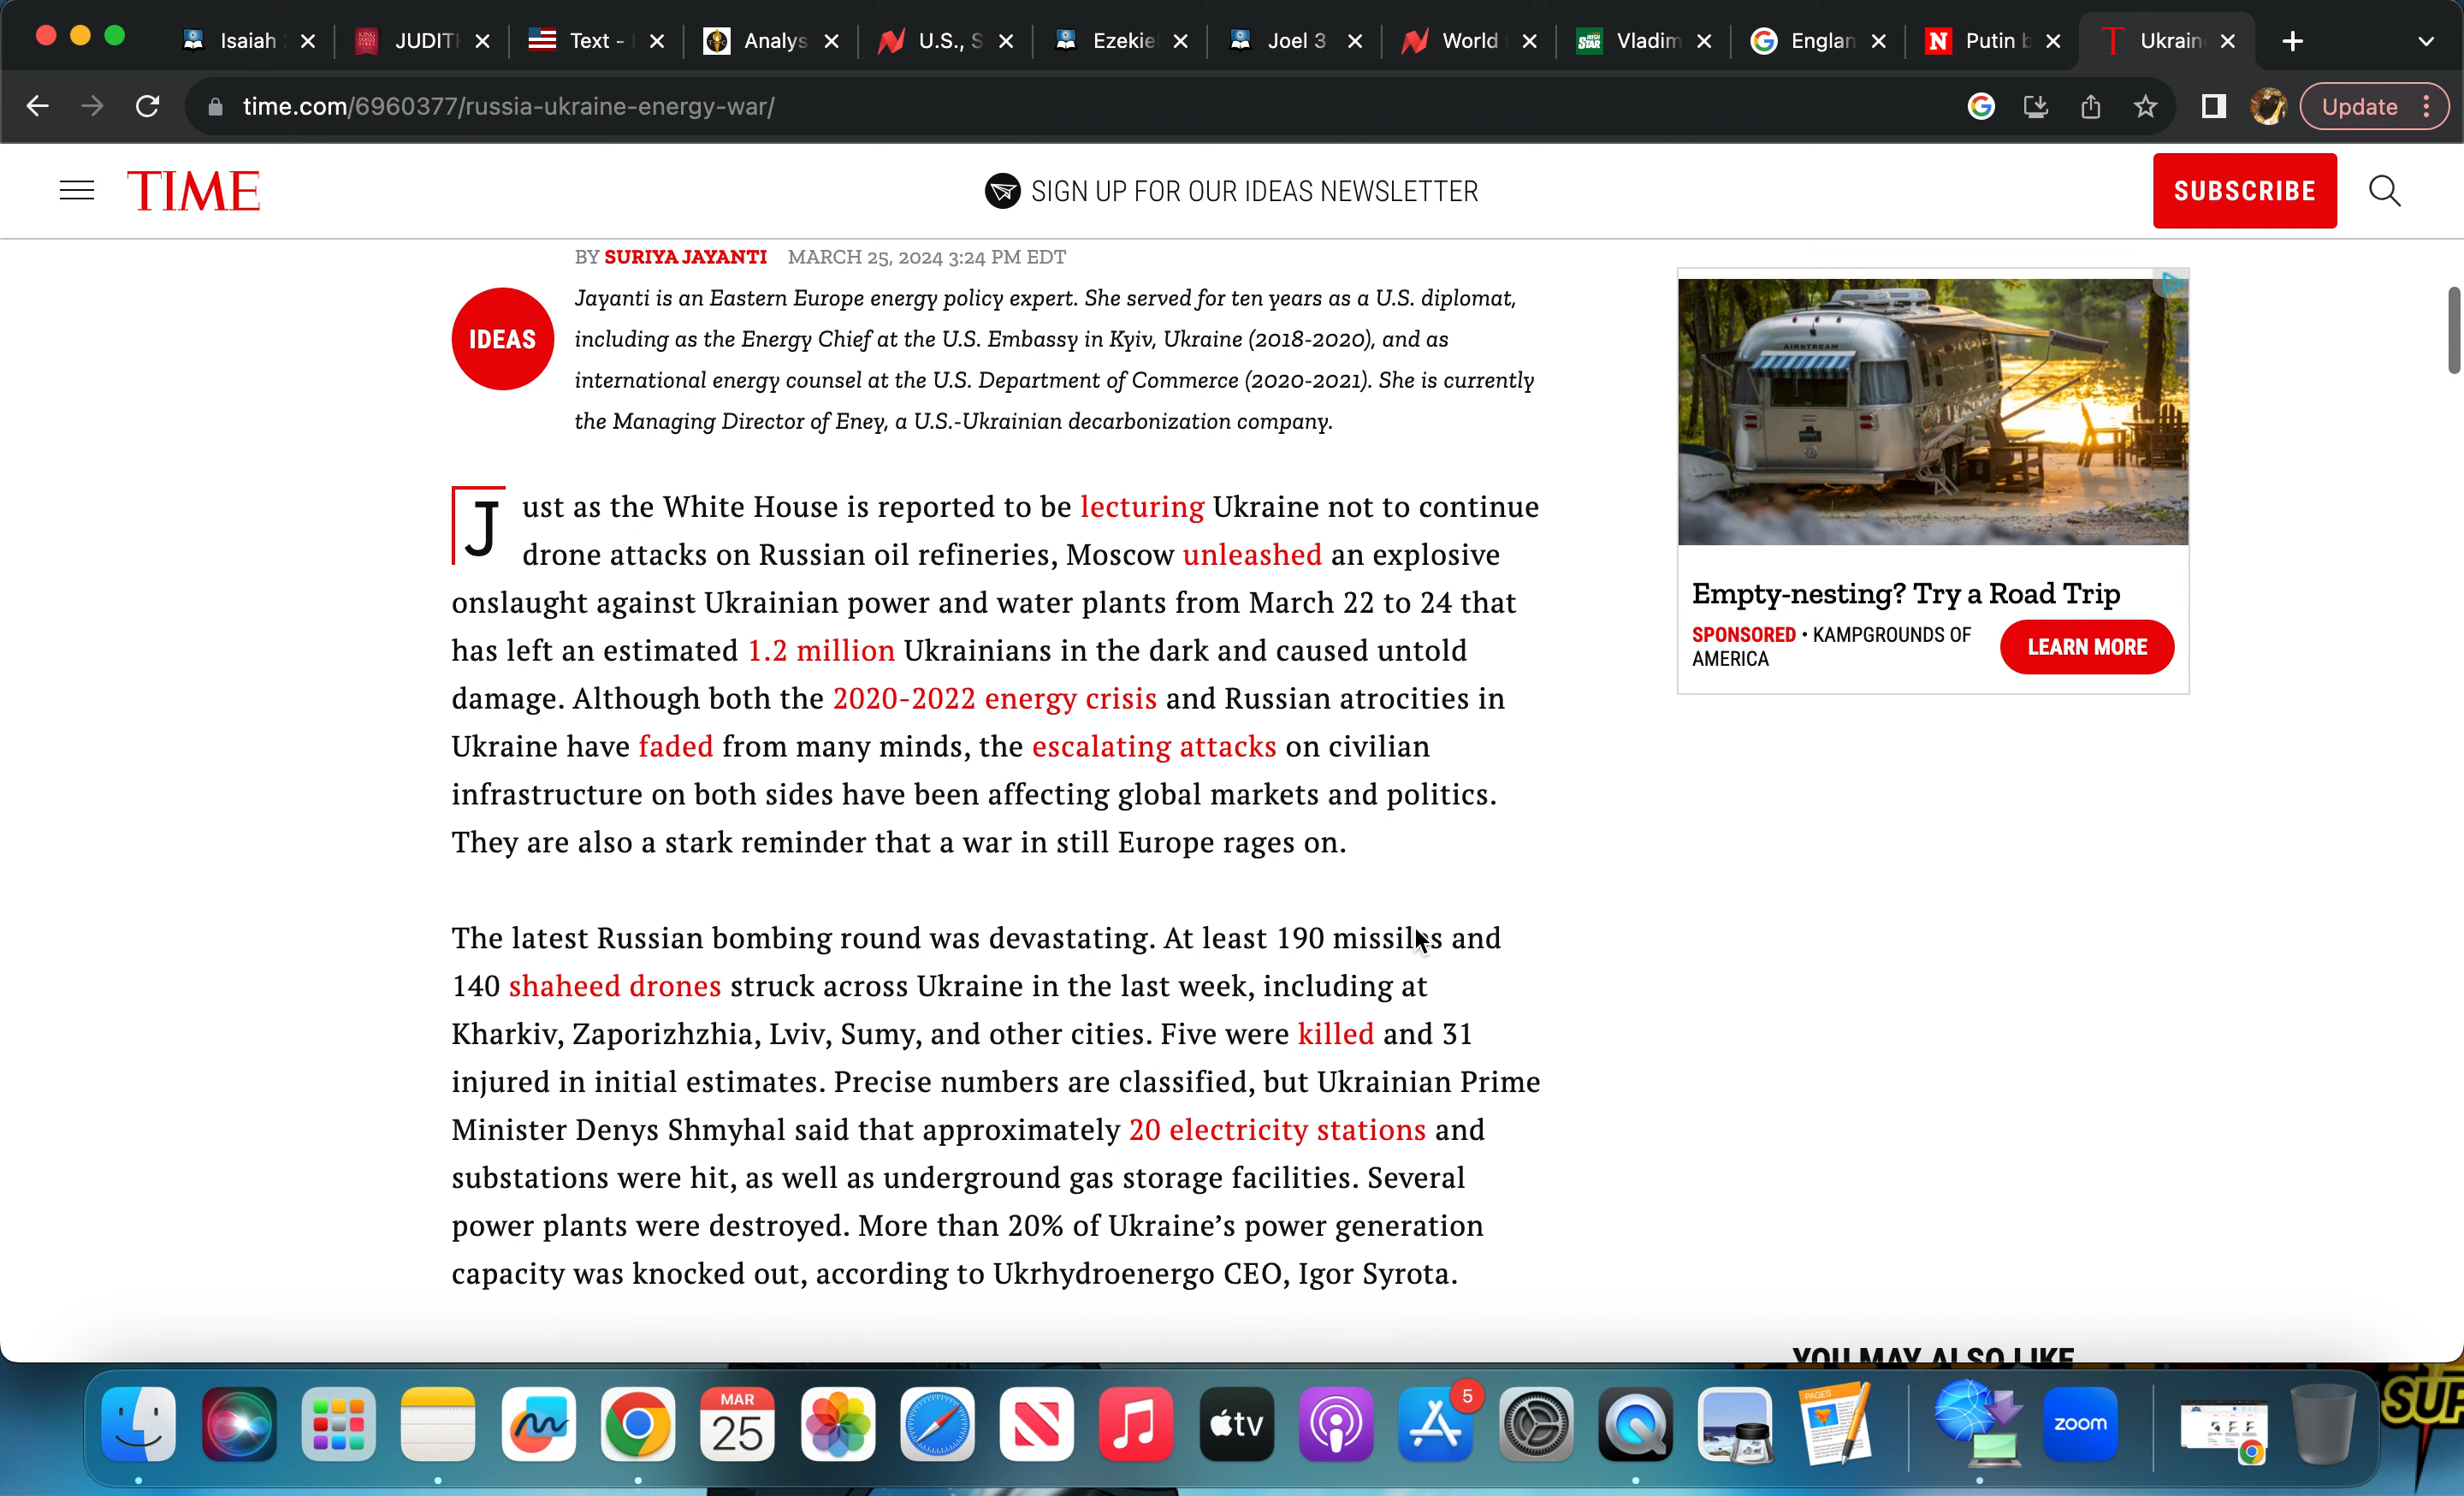 Isaiah
JUDIT
Text -
Analys
U.S., S
Ezekie
Joel 3
World
Vladim
Englan
Putin b
Ukrain
time.com/6960377/russia-ukraine-energy-war/
Update
TIME
SIGN UP FOR OUR IDEAS NEWSLETTER
SUBSCRIBE
BY SURIYA JAYANTI MARCH 25, 2024 3:24 PM EDT
IDEAS
Jayanti is an Eastern Europe energy policy expert. She served for ten years as a U.S. diplomat,
including as the Energy Chief at the U.S. Embassy in Kyiv, Ukraine (2018-2020), and as
international energy counsel at the U.S. Department of Commerce (2020-2021). She is currently
the Managing Director of Eney, a U.S.-Ukrainian decarbonization company.
Just as the White House is reported to be lecturing Ukraine not to continue
drone attacks on Russian oil refineries, Moscow unleashed an explosive
onslaught against Ukrainian power and water plants from March 22 to 24 that
has left an estimated 1.2 million Ukrainians in the dark and caused untold
damage. Although both the 2020-2022 energy crisis and Russian atrocities in
Ukraine have faded from many minds, the escalating attacks on civilian
infrastructure on both sides have been affecting global markets and politics.
They are also a stark reminder that a war in still Europe rages on.
The latest Russian bombing round was devastating. At least 190 missiles and
140 shaheed drones struck across Ukraine in the last week, including at
Kharkiv, Zaporizhzhia, Lviv, Sumy, and other cities. Five were killed and 31
injured in initial estimates. Precise numbers are classified, but Ukrainian Prime
Minister Denys Shmyhal said that approximately 20 electricity stations and
substations were hit, as well as underground gas storage facilities. Several
power plants were destroyed. More than 20% of Ukraine's power generation
capacity was knocked out, according to Ukrhydroenergo CEO, Igor Syrota.
AIRSTREAM
Empty-nesting? Try a Road Trip
SPONSORED • KAMPGROUNDS OF
AMERICA
LEARN MORE
YOU MAY ALSO LIKE
MAR
25
tv
5
PAGES
zoom
SUF